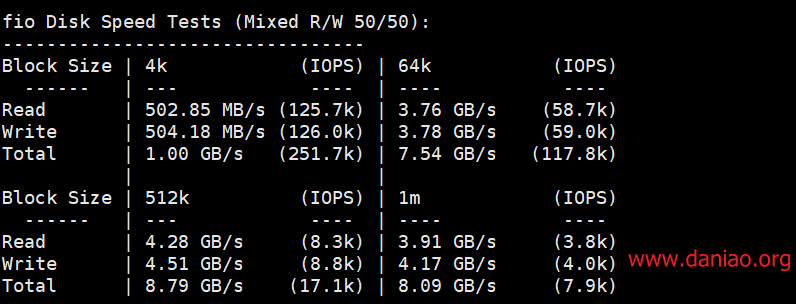 fio Disk Speed Tests (Mixed R/W 50/50):
---------------------------------
Block Size | 4k            (IOPS) | 64k           (IOPS)
  ------   | ---            ----  | ----           ----
Read       | 502.85 MB/s (125.7k) | 3.76 GB/s    (58.7k)
Write      | 504.18 MB/s (126.0k) | 3.78 GB/s    (59.0k)
Total      | 1.00 GB/s   (251.7k) | 7.54 GB/s   (117.8k)
           |                      |
Block Size | 512k          (IOPS) | 1m            (IOPS)
  ------   | ---            ----  | ----           ----
Read       | 4.28 GB/s     (8.3k) | 3.91 GB/s     (3.8k)
Write      | 4.51 GB/s     (8.8k) | 4.17 GB/s     (4.0k)
Total      | 8.79 GB/s    (17.1k) | 8.09 GB/s     (7.9k)
www.daniao.org